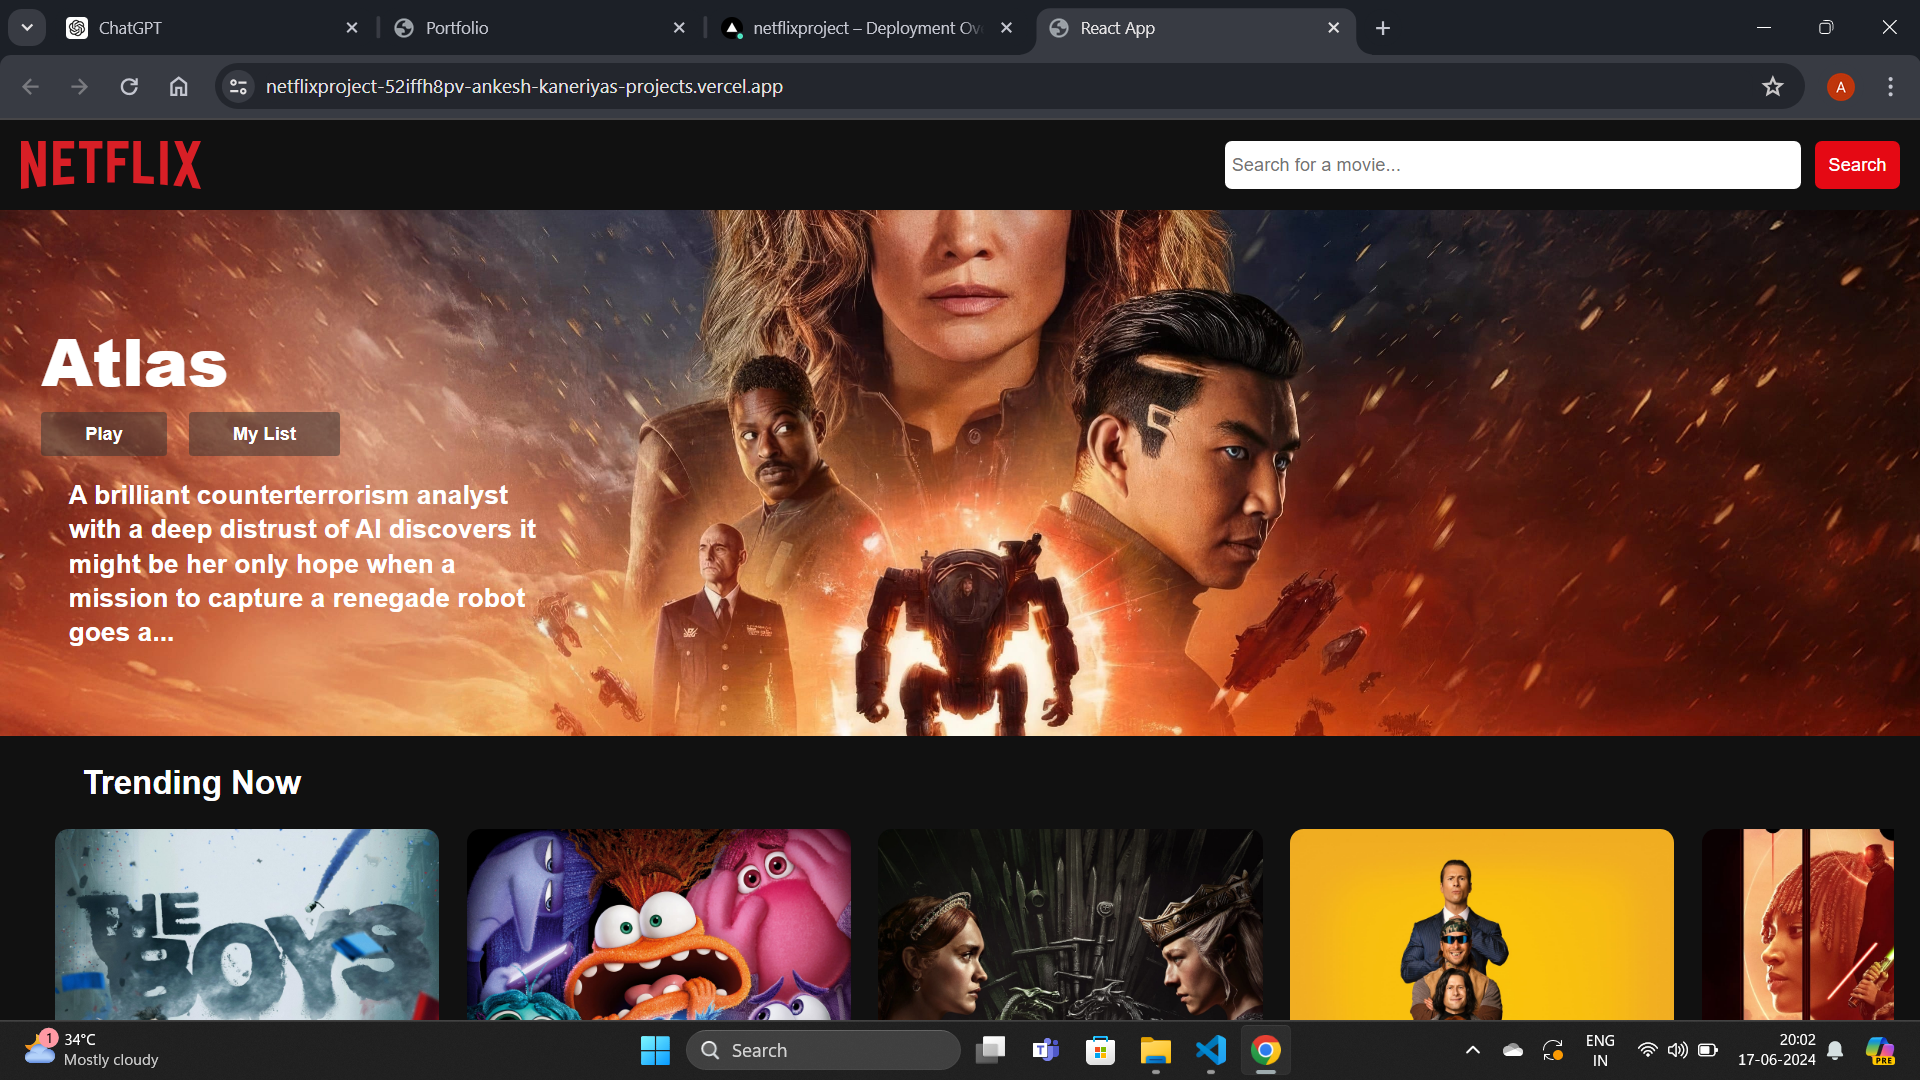 ChatGPT
Portfolio
netflixproject – Deployment Ov
React App
netflixproject-52iffh8pv-ankesh-kaneriyas-projects.vercel.app
A
NETFLIX
Search for a movie...
Search
Atlas
Play
My List
A brilliant counterterrorism analyst
with a deep distrust of AI discovers it
might be her only hope when a
mission to capture a renegade robot
goes a...
Trending Now
THE
BOYS
1
34°C
Mostly cloudy
Search
ENG
IN
20:02
17-06-2024
PRE